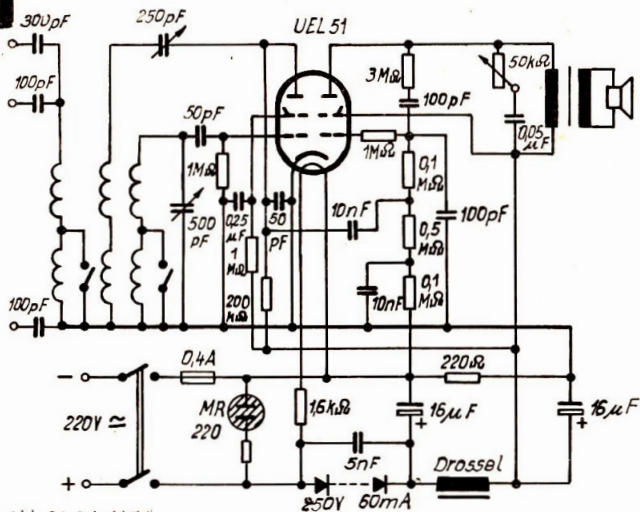 UEL 51
300pF
250pF
100pF
50pF
3MΩ
100pF
50kΩ
0,05 µF
1MΩ
1MΩ
0,1 MΩ
500 pF
0,25 µF
50 pF
10nF
100pF
1 MΩ
0,5 MΩ
200 MΩ
10nF
0,1 MΩ
100pF
−
0,4A
220Ω
220V ≃
MR 220
1,6kΩ
16µF
+
16µF
+
5nF
Drossel
+
250V
60mA